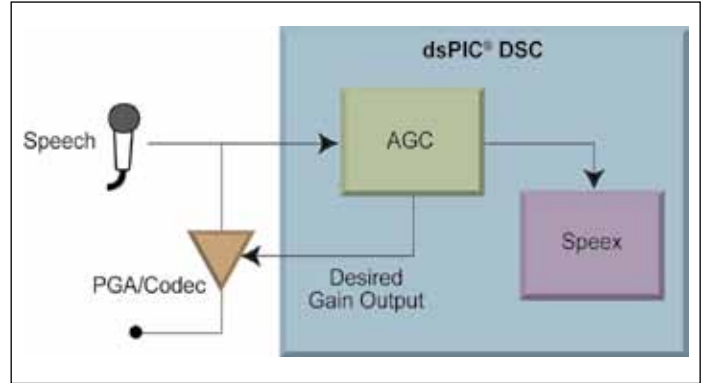 dsPIC® DSC
Speech
AGC
Speex
PGA/Codec
Desired
Gain Output